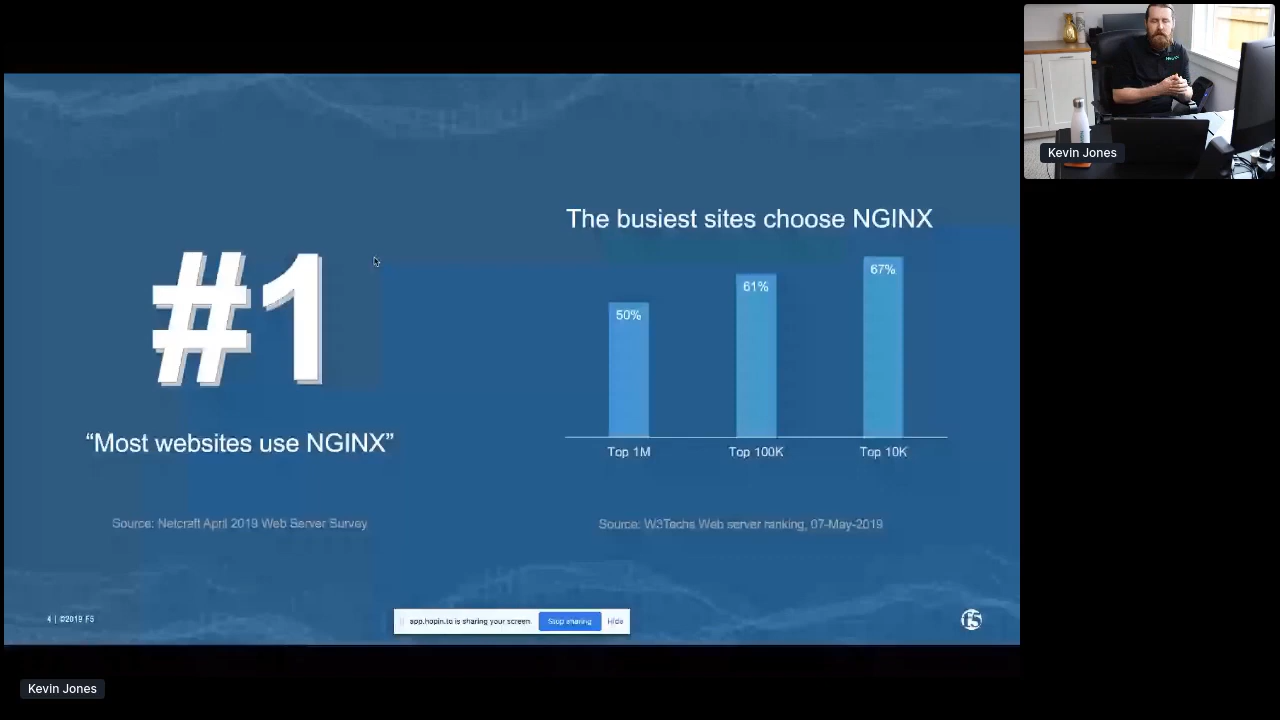 Kevin Jones
The busiest sites choose NGINX
#1
67%
61%
50%
“Most websites use NGINX”
Top 1M
Top 100K
Top 10K
Source: Netcraft April 2019 Web Server Survey
Source: W3Techs Web server ranking, 07-May-2019
4 | ©2019 F5
app.hopin.to is sharing your screen.
Stop sharing
Hide
F5
Kevin Jones